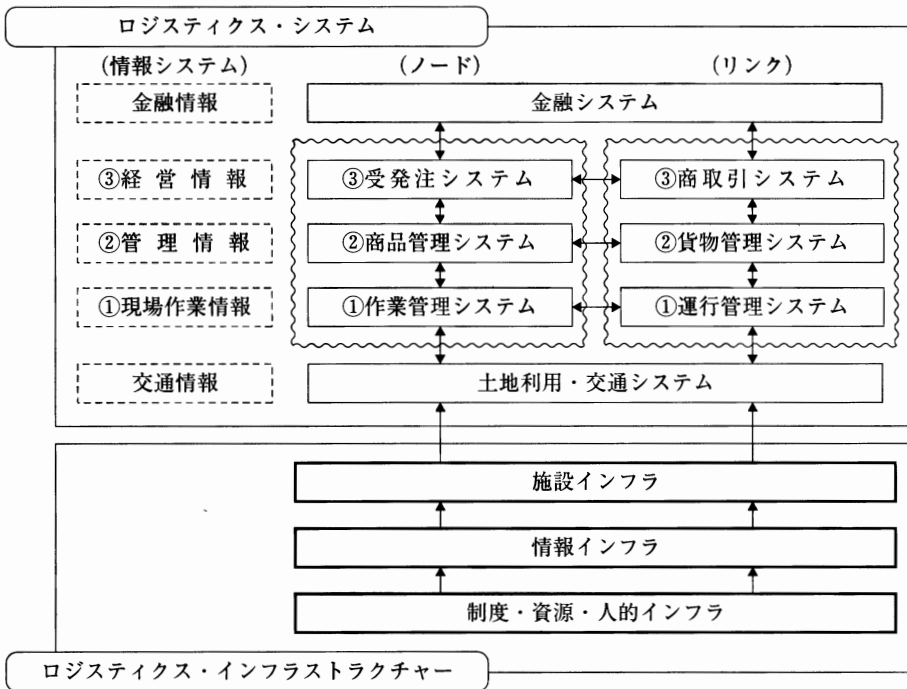 ロジスティクス・システム
(情報システム) (ノード) (リンク)
金融情報 金融システム
③経営情報 ③受発注システム ③商取引システム
②管理情報 ②商品管理システム ②貨物管理システム
①現場作業情報 ①作業管理システム ①運行管理システム
交通情報 土地利用・交通システム
施設インフラ
情報インフラ
制度・資源・人的インフラ
ロジスティクス・インフラストラクチャー